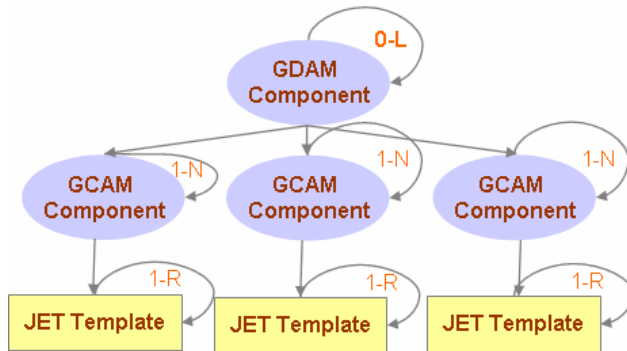 0-L
GDAM
Component
1-N
1-N
1-N
GCAM
Component
GCAM
Component
GCAM
Component
1-R
1-R
1-R
JET Template
JET Template
JET Template